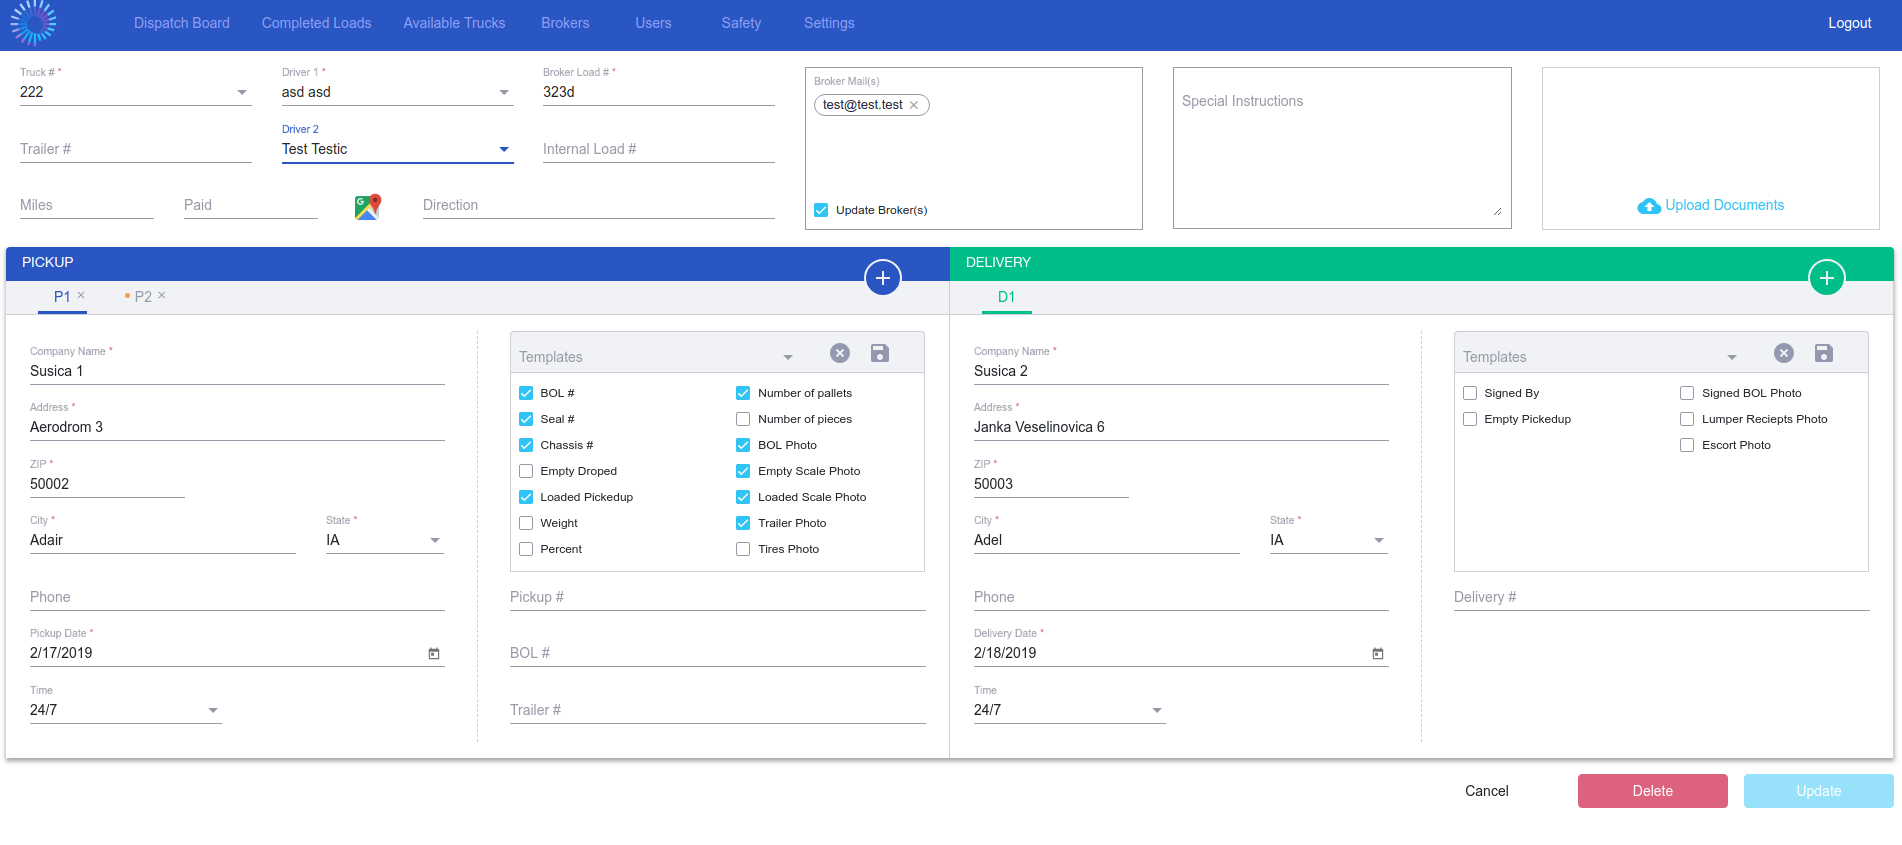 Dispatch Board Completed Loads Available Trucks Brokers Users Safety Settings Logout
Truck # * Driver 1 * Broker Load # * Broker Mail(s)
222 asd asd 323d test@test.test Special Instructions
Driver 2
Trailer # Test Testic Internal Load #
Miles Paid Direction Update Broker(s) Upload Documents
PICKUP DELIVERY
P1 P2 D1
Company Name * Templates Company Name * Templates
Susica 1 Susica 2
BOL # Number of pallets Signed By Signed BOL Photo
Address * Seal # Number of pieces Address * Empty Pickedup Lumper Reciepts Photo
Aerodrom 3 Janka Veselinovica 6
Chassis # BOL Photo Escort Photo
ZIP * Empty Droped Empty Scale Photo ZIP *
50002 50003
Loaded Pickedup Loaded Scale Photo
City * State * Weight Trailer Photo City * State *
Adair IA Adel IA
Percent Tires Photo
Phone Pickup # Phone Delivery #
Pickup Date * Delivery Date *
2/17/2019 BOL # 2/18/2019
Time Time
24/7 Trailer # 24/7
Cancel Delete Update